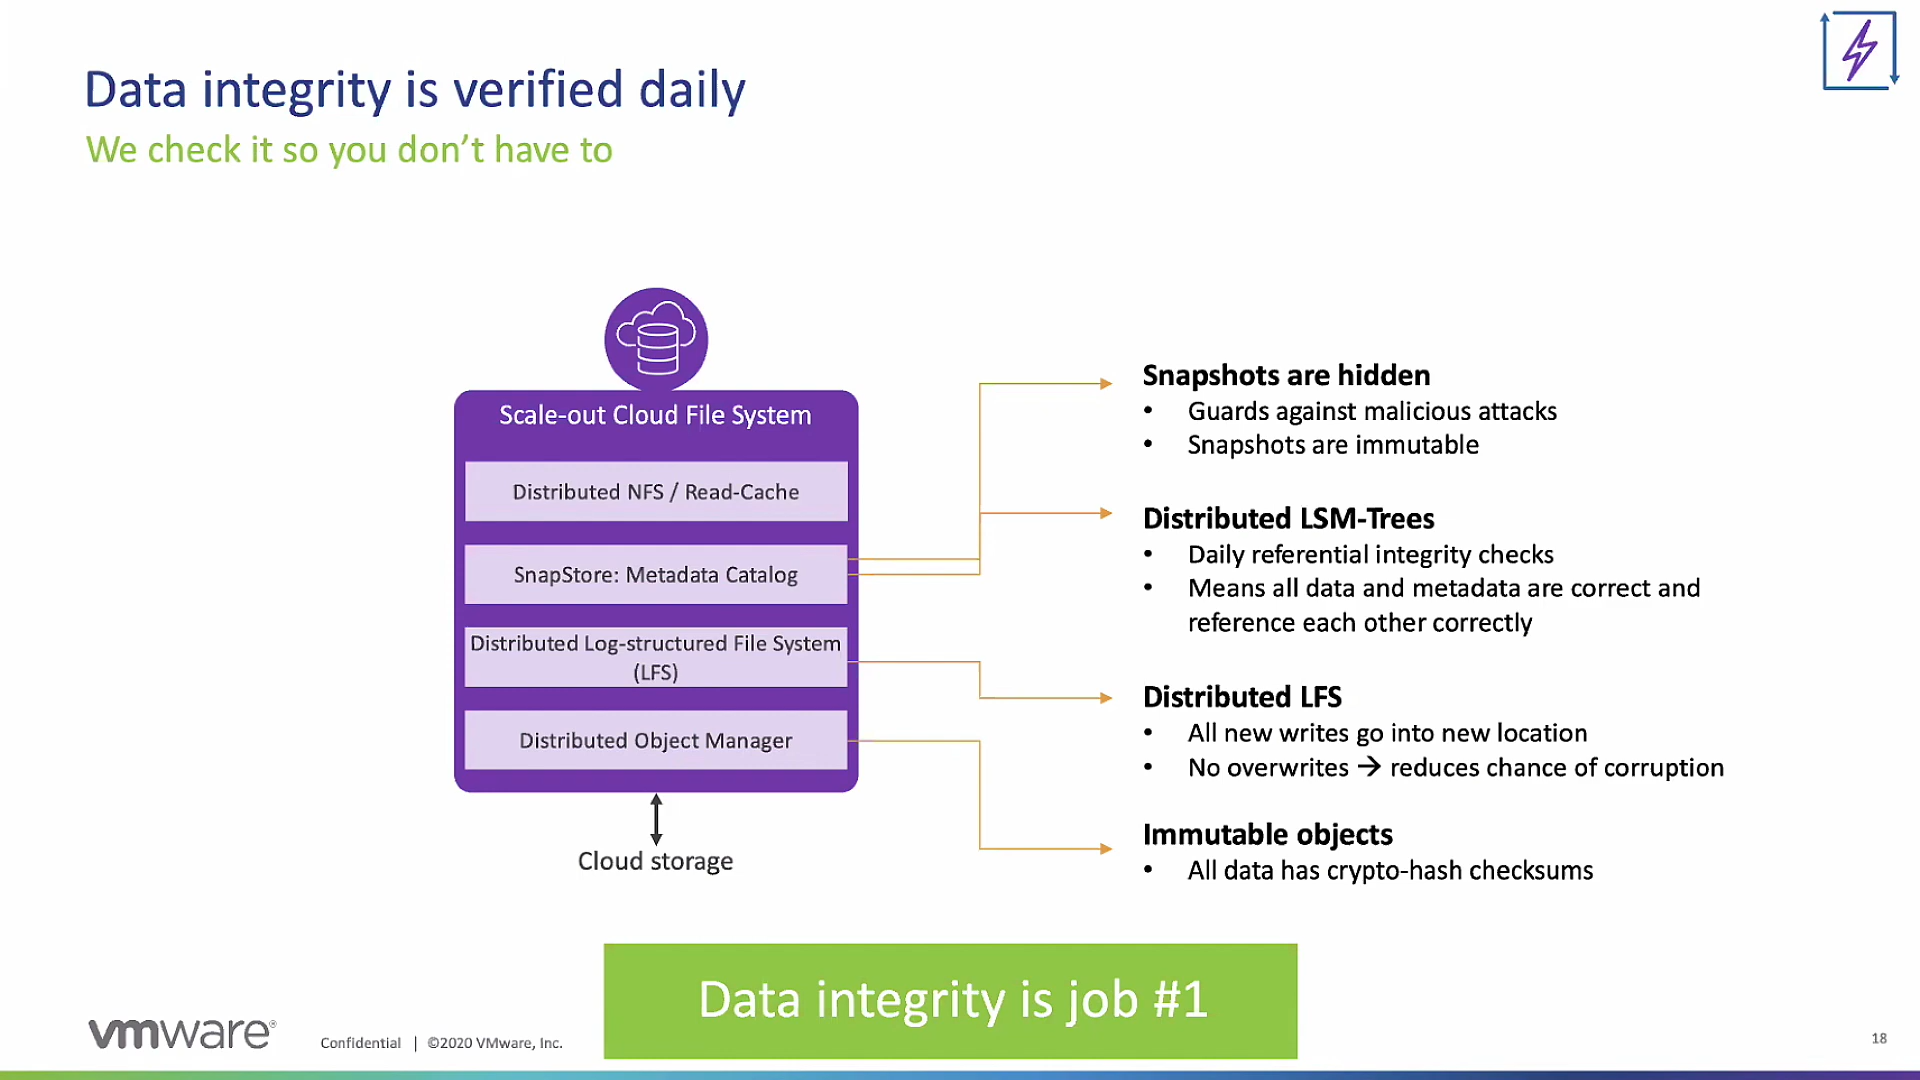 Data integrity is verified daily
We check it so you don’t have to
Scale-out Cloud File System
Distributed NFS / Read-Cache
SnapStore: Metadata Catalog
Distributed Log-structured File System
(LFS)
Distributed Object Manager
Cloud storage
Snapshots are hidden
• Guards against malicious attacks
• Snapshots are immutable
Distributed LSM-Trees
• Daily referential integrity checks
• Means all data and metadata are correct and
reference each other correctly
Distributed LFS
• All new writes go into new location
• No overwrites → reduces chance of corruption
Immutable objects
• All data has crypto-hash checksums
Data integrity is job #1
vmware®
Confidential | ©2020 VMware, Inc.
18